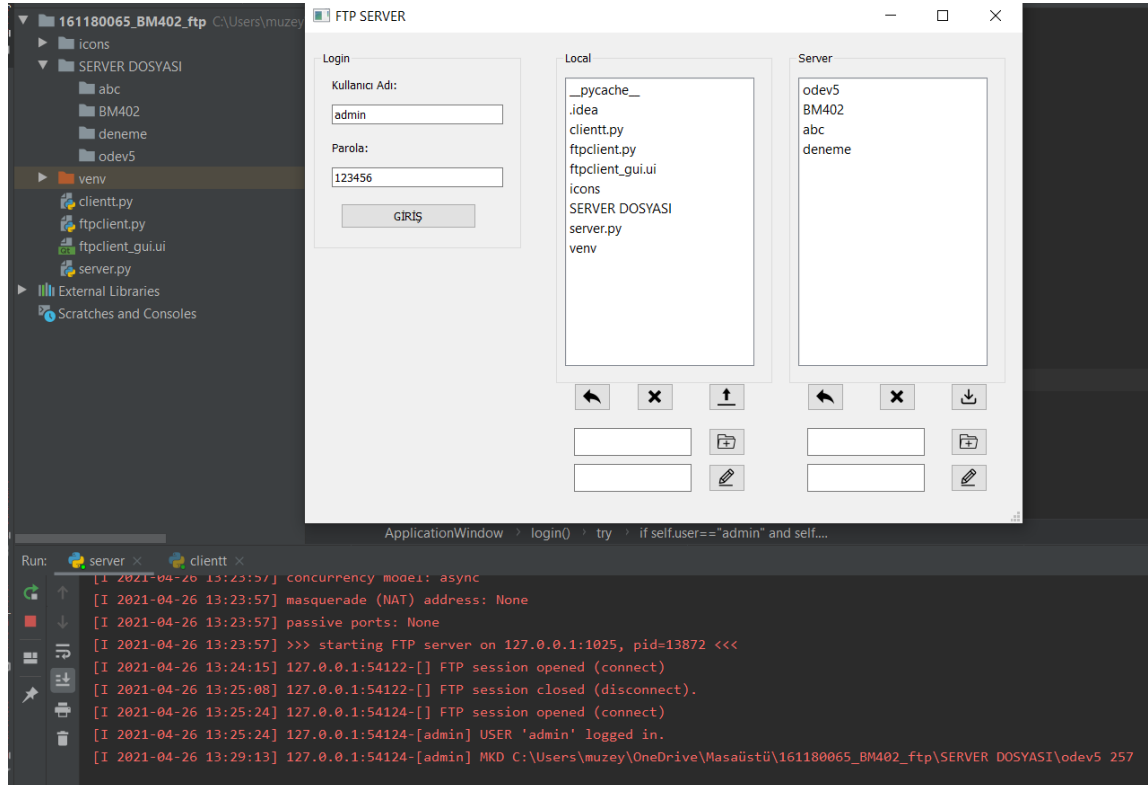 161180065_BM402_ftp C:\Users\muzey
icons
SERVER DOSYASI
abc
BM402
deneme
odev5
venv
clientt.py
ftpclient.py
ftpclient_gui.ui
server.py
External Libraries
Scratches and Consoles
FTP SERVER
Login
Kullanıcı Adı:
admin
Parola:
123456
GİRİŞ
Local
__pycache__
.idea
clientt.py
ftpclient.py
ftpclient_gui.ui
icons
SERVER DOSYASI
server.py
venv
Server
odev5
BM402
abc
deneme
ApplicationWindow › login() › try › if self.user=="admin" and self....
Run: server × clientt ×
[I 2021-04-26 13:23:57] concurrency model: async
[I 2021-04-26 13:23:57] masquerade (NAT) address: None
[I 2021-04-26 13:23:57] passive ports: None
[I 2021-04-26 13:23:57] >>> starting FTP server on 127.0.0.1:1025, pid=13872 <<<
[I 2021-04-26 13:24:15] 127.0.0.1:54122-[] FTP session opened (connect)
[I 2021-04-26 13:25:08] 127.0.0.1:54122-[] FTP session closed (disconnect).
[I 2021-04-26 13:25:24] 127.0.0.1:54124-[] FTP session opened (connect)
[I 2021-04-26 13:25:24] 127.0.0.1:54124-[admin] USER 'admin' logged in.
[I 2021-04-26 13:29:13] 127.0.0.1:54124-[admin] MKD C:\Users\muzey\OneDrive\Masaüstü\161180065_BM402_ftp\SERVER DOSYASI\odev5 257